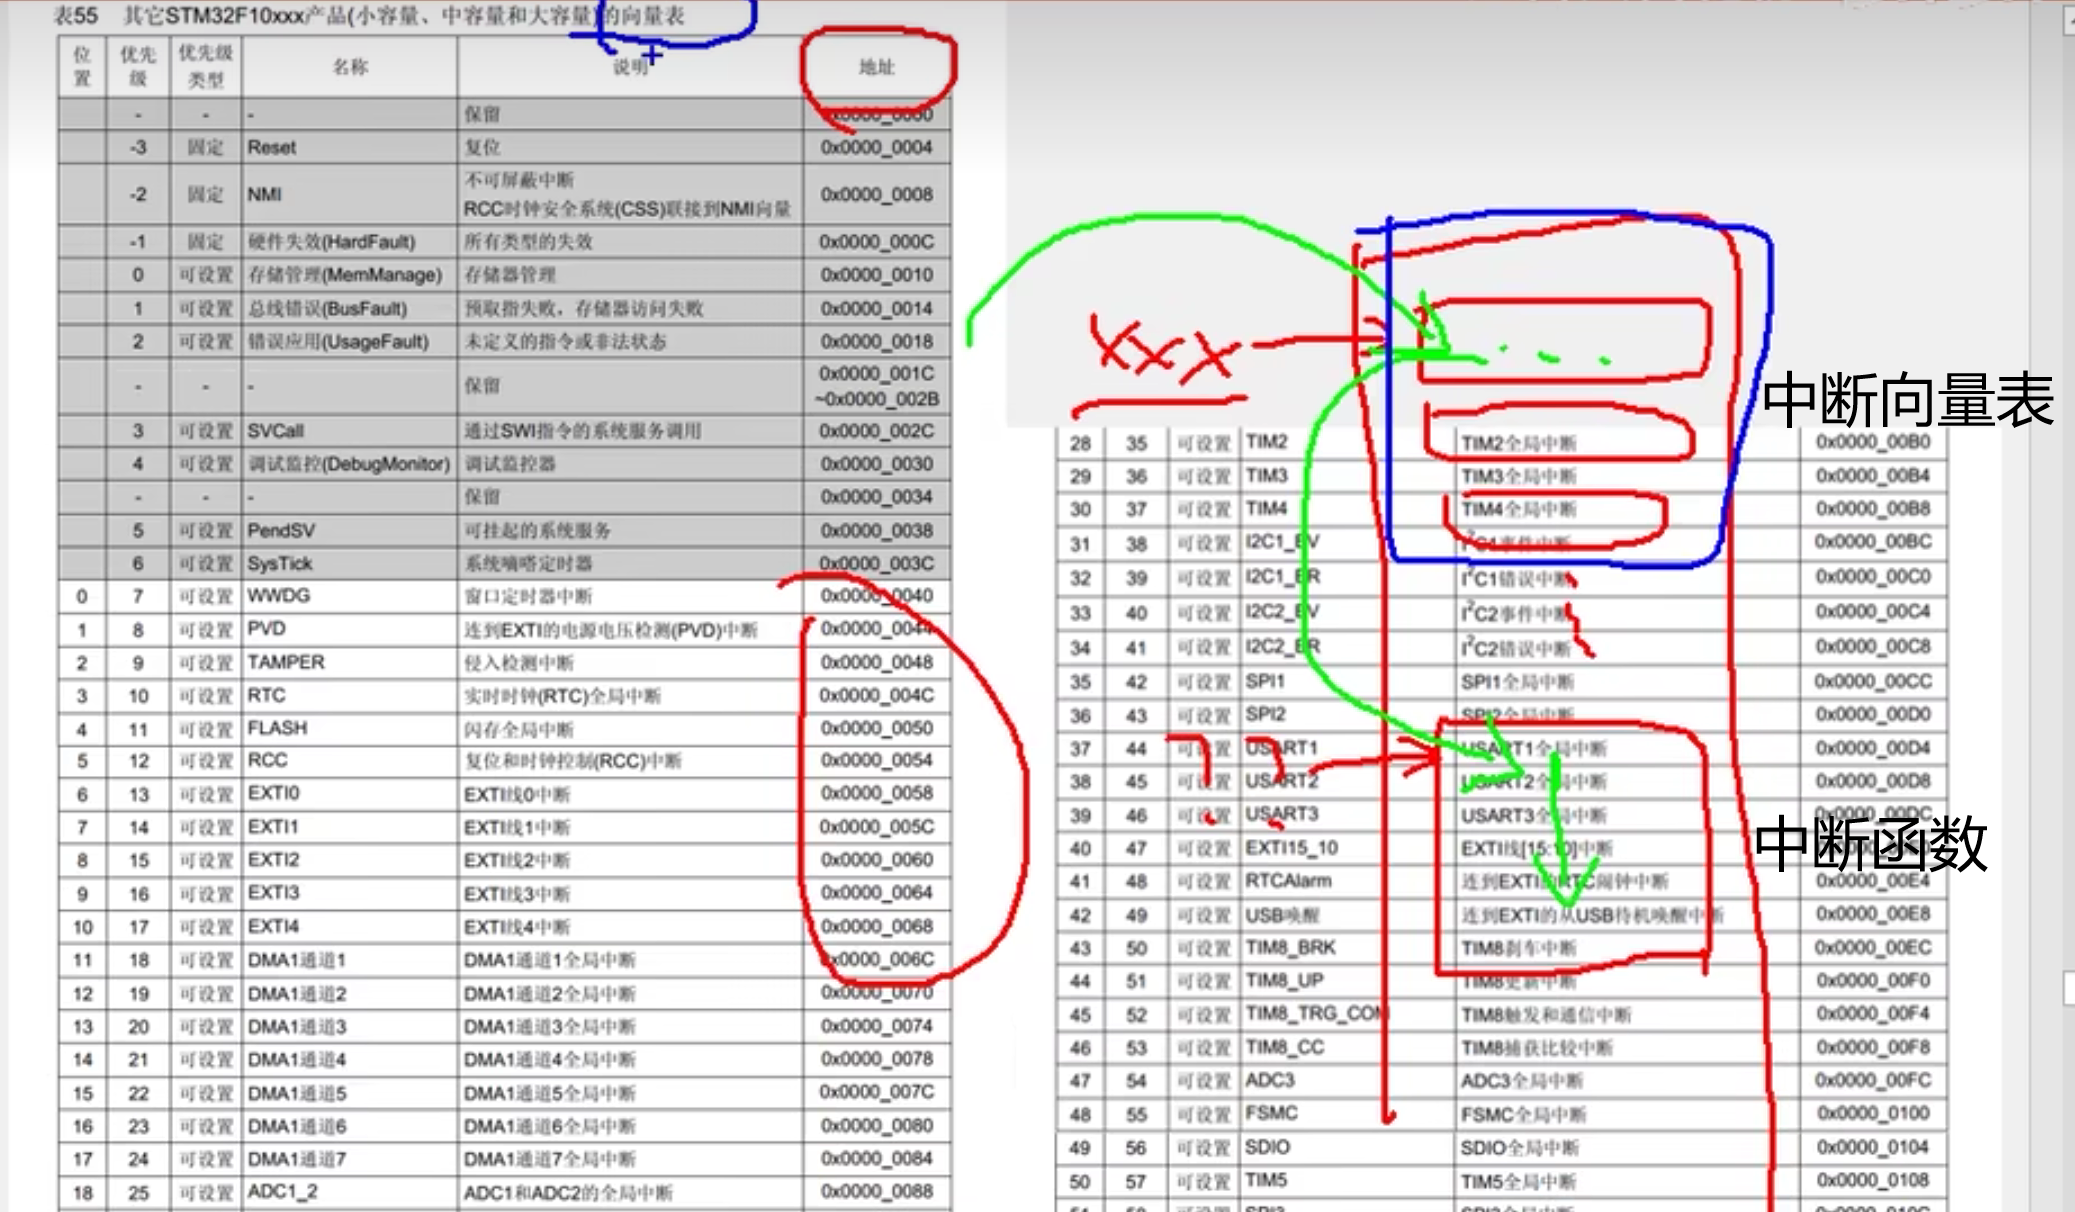 表55 其它STM32F10xxx产品(小容量、中容量和大容量)的向量表
位置 优先级 优先级类型 名称 说明 地址
- - - 保留 0x0000_0000
-3 固定 Reset 复位 0x0000_0004
-2 固定 NMI 不可屏蔽中断 RCC时钟安全系统(CSS)联接到NMI向量 0x0000_0008
-1 固定 硬件失效(HardFault) 所有类型的失效 0x0000_000C
0 可设置 存储管理(MemManage) 存储器管理 0x0000_0010
1 可设置 总线错误(BusFault) 预取指失败，存储器访问失败 0x0000_0014
2 可设置 错误应用(UsageFault) 未定义的指令或非法状态 0x0000_0018
- - - 保留 0x0000_001C ~0x0000_002B
3 可设置 SVCall 通过SWI指令的系统服务调用 0x0000_002C
4 可设置 调试监控(DebugMonitor) 调试监控器 0x0000_0030
- - - 保留 0x0000_0034
5 可设置 PendSV 可挂起的系统服务 0x0000_0038
6 可设置 SysTick 系统嘀嗒定时器 0x0000_003C
0 7 可设置 WWDG 窗口定时器中断 0x0000_0040
1 8 可设置 PVD 连到EXTI的电源电压检测(PVD)中断 0x0000_0044
2 9 可设置 TAMPER 侵入检测中断 0x0000_0048
3 10 可设置 RTC 实时时钟(RTC)全局中断 0x0000_004C
4 11 可设置 FLASH 闪存全局中断 0x0000_0050
5 12 可设置 RCC 复位和时钟控制(RCC)中断 0x0000_0054
6 13 可设置 EXTI0 EXTI线0中断 0x0000_0058
7 14 可设置 EXTI1 EXTI线1中断 0x0000_005C
8 15 可设置 EXTI2 EXTI线2中断 0x0000_0060
9 16 可设置 EXTI3 EXTI线3中断 0x0000_0064
10 17 可设置 EXTI4 EXTI线4中断 0x0000_0068
11 18 可设置 DMA1通道1 DMA1通道1全局中断 0x0000_006C
12 19 可设置 DMA1通道2 DMA1通道2全局中断 0x0000_0070
13 20 可设置 DMA1通道3 DMA1通道3全局中断 0x0000_0074
14 21 可设置 DMA1通道4 DMA1通道4全局中断 0x0000_0078
15 22 可设置 DMA1通道5 DMA1通道5全局中断 0x0000_007C
16 23 可设置 DMA1通道6 DMA1通道6全局中断 0x0000_0080
17 24 可设置 DMA1通道7 DMA1通道7全局中断 0x0000_0084
18 25 可设置 ADC1_2 ADC1和ADC2的全局中断 0x0000_0088
xxx
中断向量表
28 35 可设置 TIM2 TIM2全局中断 0x0000_00B0
29 36 可设置 TIM3 TIM3全局中断 0x0000_00B4
30 37 可设置 TIM4 TIM4全局中断 0x0000_00B8
31 38 可设置 I2C1_EV I²C1事件中断 0x0000_00BC
32 39 可设置 I2C1_ER I²C1错误中断 0x0000_00C0
33 40 可设置 I2C2_EV I²C2事件中断 0x0000_00C4
34 41 可设置 I2C2_ER I²C2错误中断 0x0000_00C8
35 42 可设置 SPI1 SPI1全局中断 0x0000_00CC
36 43 可设置 SPI2 SPI2全局中断 0x0000_00D0
37 44 可设置 USART1 USART1全局中断 0x0000_00D4
38 45 可设置 USART2 USART2全局中断 0x0000_00D8
39 46 可设置 USART3 USART3全局中断 0x0000_00DC
中断函数
40 47 可设置 EXTI15_10 EXTI线[15:10]中断
41 48 可设置 RTCAlarm 连到EXTI的RTC闹钟中断 0x0000_00E4
42 49 可设置 USB唤醒 连到EXTI的从USB待机唤醒中断 0x0000_00E8
43 50 可设置 TIM8_BRK TIM8刹车中断 0x0000_00EC
44 51 可设置 TIM8_UP TIM8更新中断 0x0000_00F0
45 52 可设置 TIM8_TRG_COM TIM8触发和通信中断 0x0000_00F4
46 53 可设置 TIM8_CC TIM8捕获比较中断 0x0000_00F8
47 54 可设置 ADC3 ADC3全局中断 0x0000_00FC
48 55 可设置 FSMC FSMC全局中断 0x0000_0100
49 56 可设置 SDIO SDIO全局中断 0x0000_0104
50 57 可设置 TIM5 TIM5全局中断 0x0000_0108